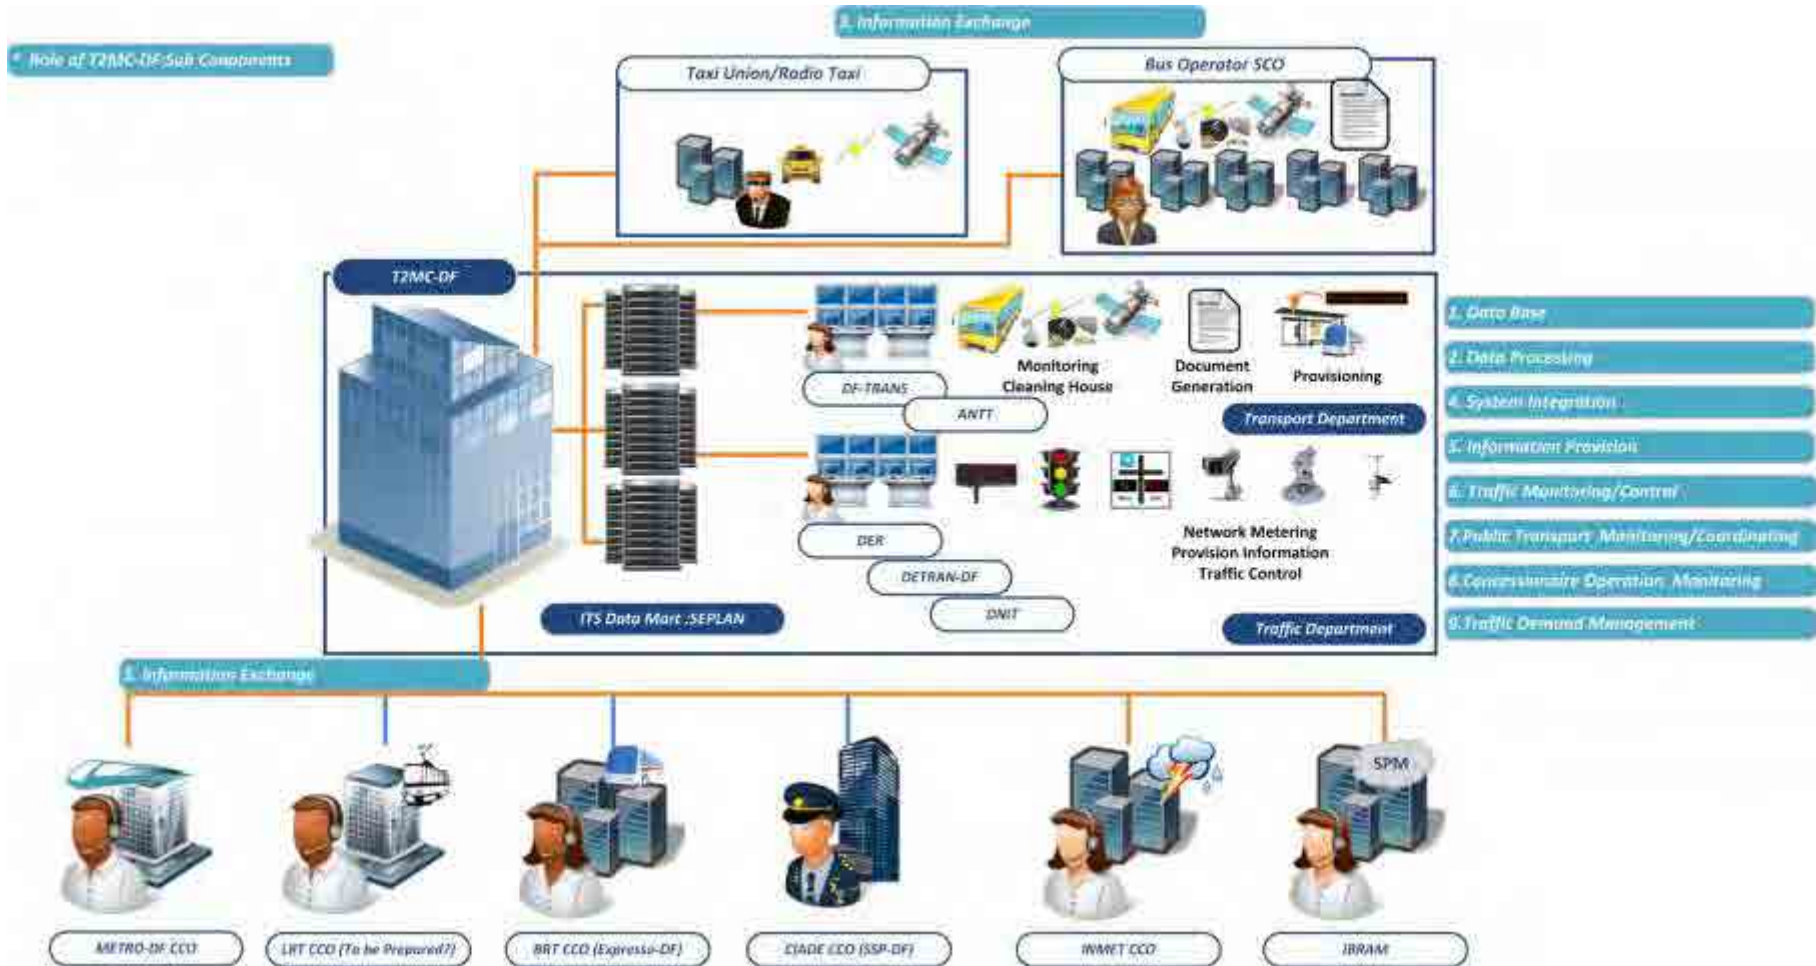 3. Information Exchange
* Role of T2MC-DF:Sub Components
Taxi Union/Radio Taxi
Bus Operator SCO
T2MC-DF
Monitoring
Cleaning House
Document
Generation
Provisioning
DF-TRANS
ANTT
Transport Department
Network Metering
Provision Information
Traffic Control
DER
DETRAN-DF
DNIT
ITS Data Mart :SEPLAN
Traffic Department
1. Data Base
2. Data Processing
4. System Integration
5. Information Provision
6. Traffic Monitoring/Control
7.Public Transport Monitoring/Coordinating
8.Concessionaire Operation Monitoring
9.Traffic Demand Management
3. Information Exchange
SPM
METRO-DF CCO
LRT CCO (To be Prepared?)
BRT CCO (Expresso-DF)
CIADE CCO (SSP-DF)
INMET CCO
IBRAM